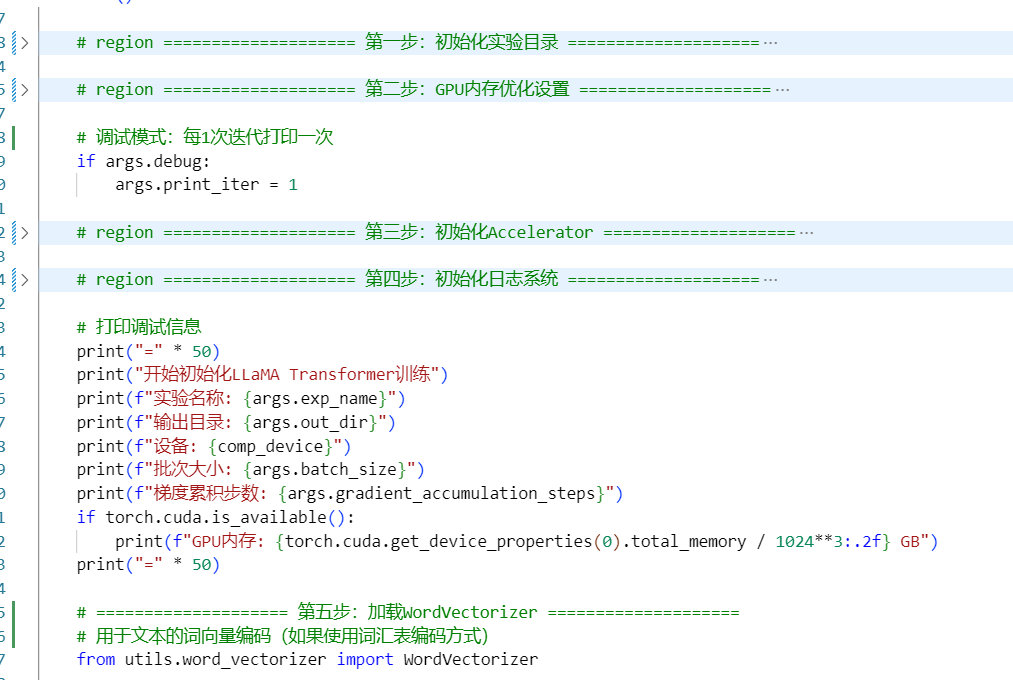 # region ==================== 第一步：初始化实验目录 ====================···
# region ==================== 第二步：GPU内存优化设置 ====================···
# 调试模式：每1次迭代打印一次
if args.debug:
args.print_iter = 1
# region ==================== 第三步：初始化Accelerator ====================···
# region ==================== 第四步：初始化日志系统 ====================···
# 打印调试信息
print("=" * 50)
print("开始初始化LLaMA Transformer训练")
print(f"实验名称: {args.exp_name}")
print(f"输出目录: {args.out_dir}")
print(f"设备: {comp_device}")
print(f"批次大小: {args.batch_size}")
print(f"梯度累积步数: {args.gradient_accumulation_steps}")
if torch.cuda.is_available():
print(f"GPU内存: {torch.cuda.get_device_properties(0).total_memory / 1024**3:.2f} GB")
print("=" * 50)
# ==================== 第五步：加载WordVectorizer ====================
# 用于文本的词向量编码（如果使用词汇表编码方式）
from utils.word_vectorizer import WordVectorizer